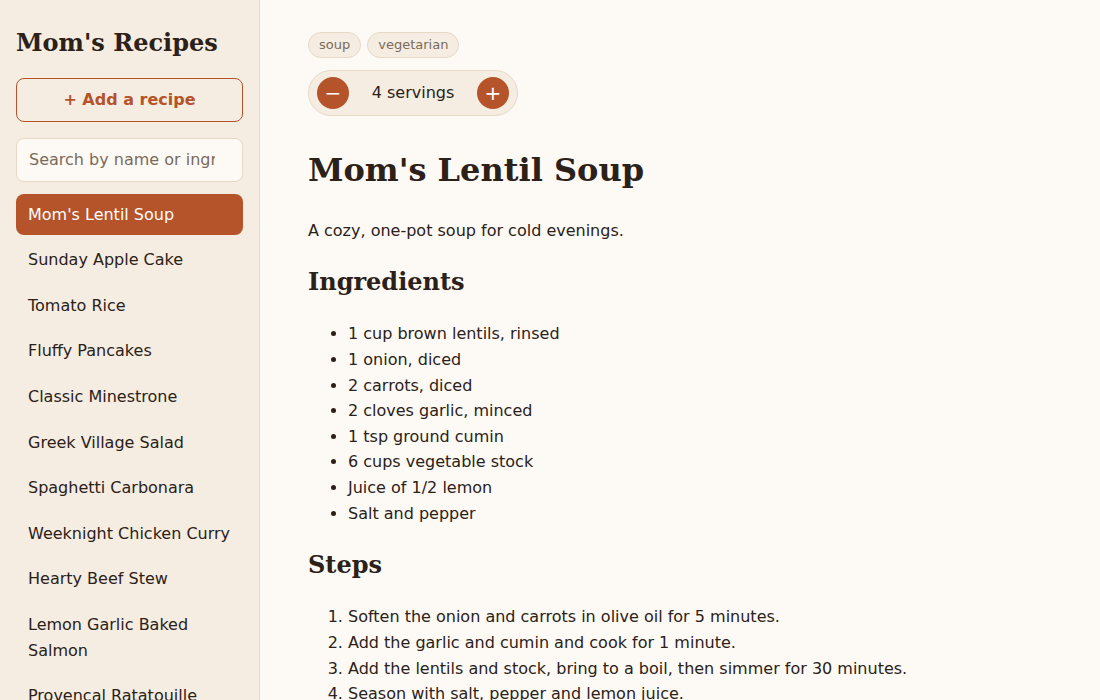 Mom's Recipes
+ Add a recipe
Search by name or ingr
Mom's Lentil Soup
Sunday Apple Cake
Tomato Rice
Fluffy Pancakes
Classic Minestrone
Greek Village Salad
Spaghetti Carbonara
Weeknight Chicken Curry
Hearty Beef Stew
Lemon Garlic Baked
Salmon
Provençal Ratatouille
soup vegetarian
− 4 servings +
Mom's Lentil Soup
A cozy, one-pot soup for cold evenings.
Ingredients
• 1 cup brown lentils, rinsed
• 1 onion, diced
• 2 carrots, diced
• 2 cloves garlic, minced
• 1 tsp ground cumin
• 6 cups vegetable stock
• Juice of 1/2 lemon
• Salt and pepper
Steps
1. Soften the onion and carrots in olive oil for 5 minutes.
2. Add the garlic and cumin and cook for 1 minute.
3. Add the lentils and stock, bring to a boil, then simmer for 30 minutes.
4. Season with salt, pepper and lemon juice.